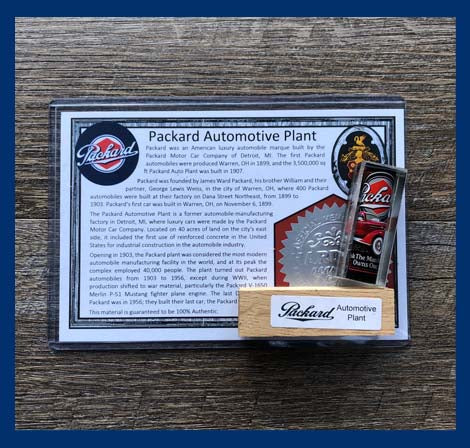 Packard
Packard Automotive Plant
Packard was an American luxury automobile marque built by the
Packard Motor Car Company of Detroit, MI. The first Packard
automobiles were produced Warren, OH in 1899, and the 3,500,000 sq
ft Packard Auto Plant was built in 1907.
Packard was founded by James Ward Packard, his brother William and their
partner, George Lewis Weiss, in the city of Warren, OH, where 400 Packard
automobiles were built at their factory on Dana Street Northeast, from 1899 to
1903. Packard's first car was built in Warren, OH, on November 6, 1899.
The Packard Automotive Plant is a former automobile-manufacturing
factory in Detroit, MI, where luxury cars were made by the Packard
Motor Car Company. Located on 40 acres of land on the city's east
side, it included the first use of reinforced concrete in the United
States for industrial construction in the automobile industry.
Opening in 1903, the Packard plant was considered the most modern
automobile manufacturing facility in the world, and at its peak the
complex employed 40,000 people. The plant turned out Packard
automobiles from 1903 to 1956, except during WWII, when
production shifted to war material, particularly the Packard V-1650
Merlin P-51 Mustang fighter plane engine. The last
Packard was in 1956; they built their last car, the Packard
This material is guaranteed to be 100% Authentic
Packa
Ask The Ma
Owns On
Packard Automotive
Plant